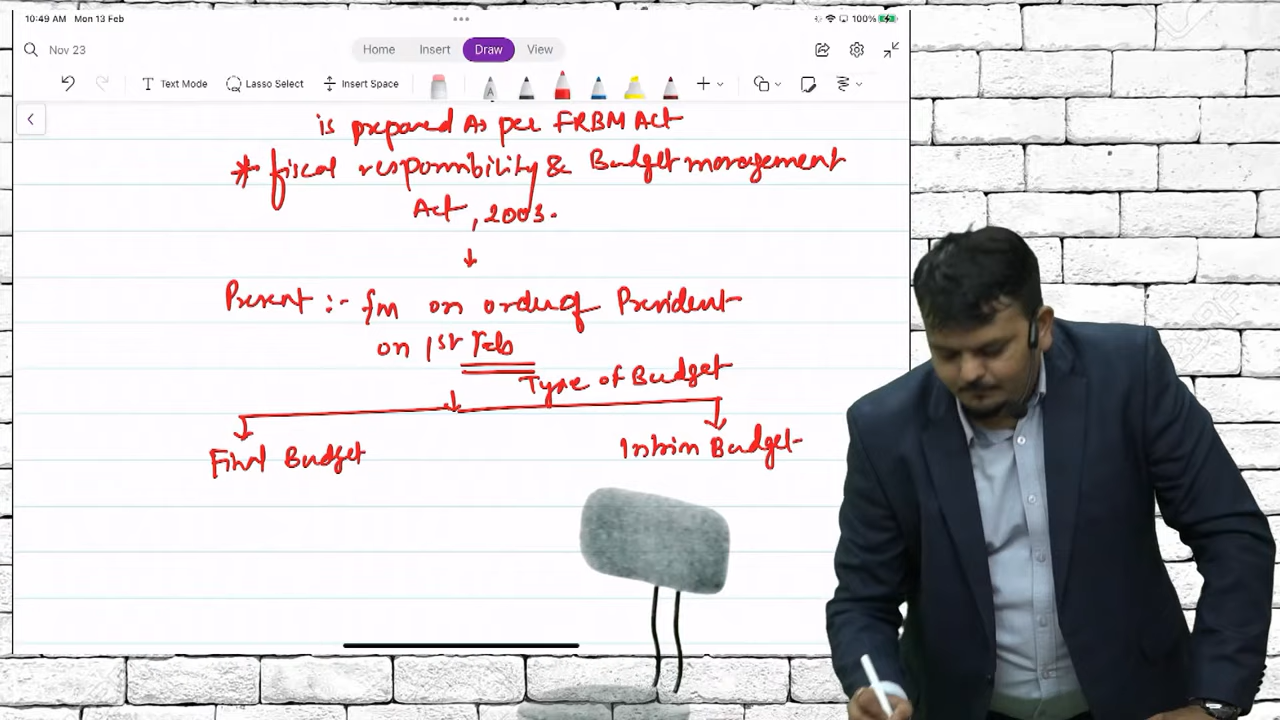 10:49 AM Mon 13 Feb
100%
Nov 23
Home Insert Draw View
Text Mode Lasso Select Insert Space
is prepared As per FRBM Act
* fiscal responsibility & Budget management
Act, 2003.
Present :- fm on order of President
on 1st Feb
Type of Budget
Final Budget
Intrim Budget